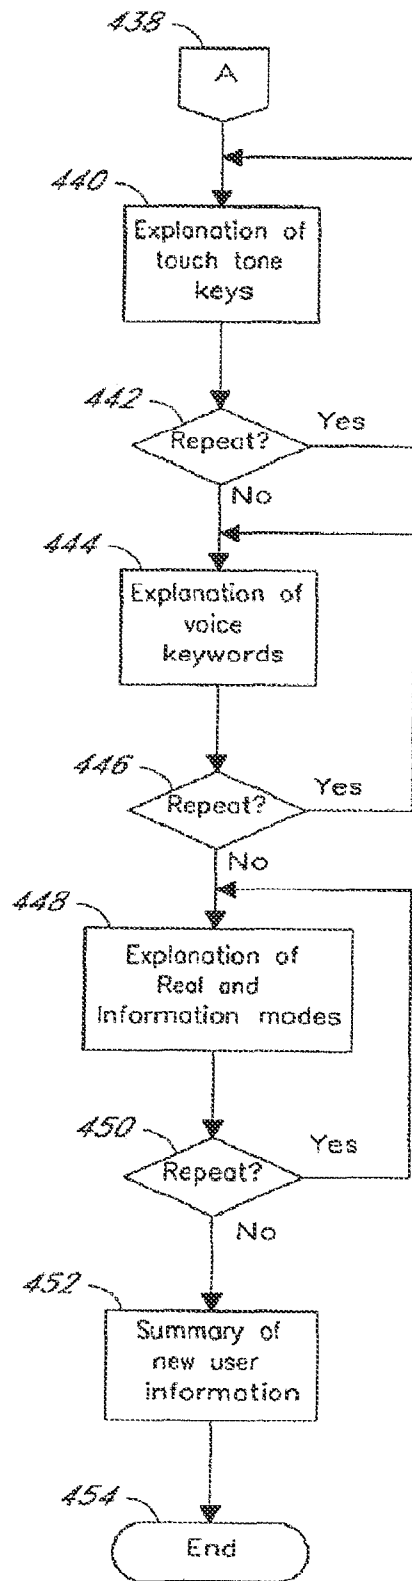 438
A
440
Explanation of
touch tone
keys
442
Repeat?
Yes
No
444
Explanation of
voice
keywords
446
Repeat?
Yes
No
448
Explanation of
Real and
Information modes
450
Repeat?
Yes
No
452
Summary of
new user
information
454
End